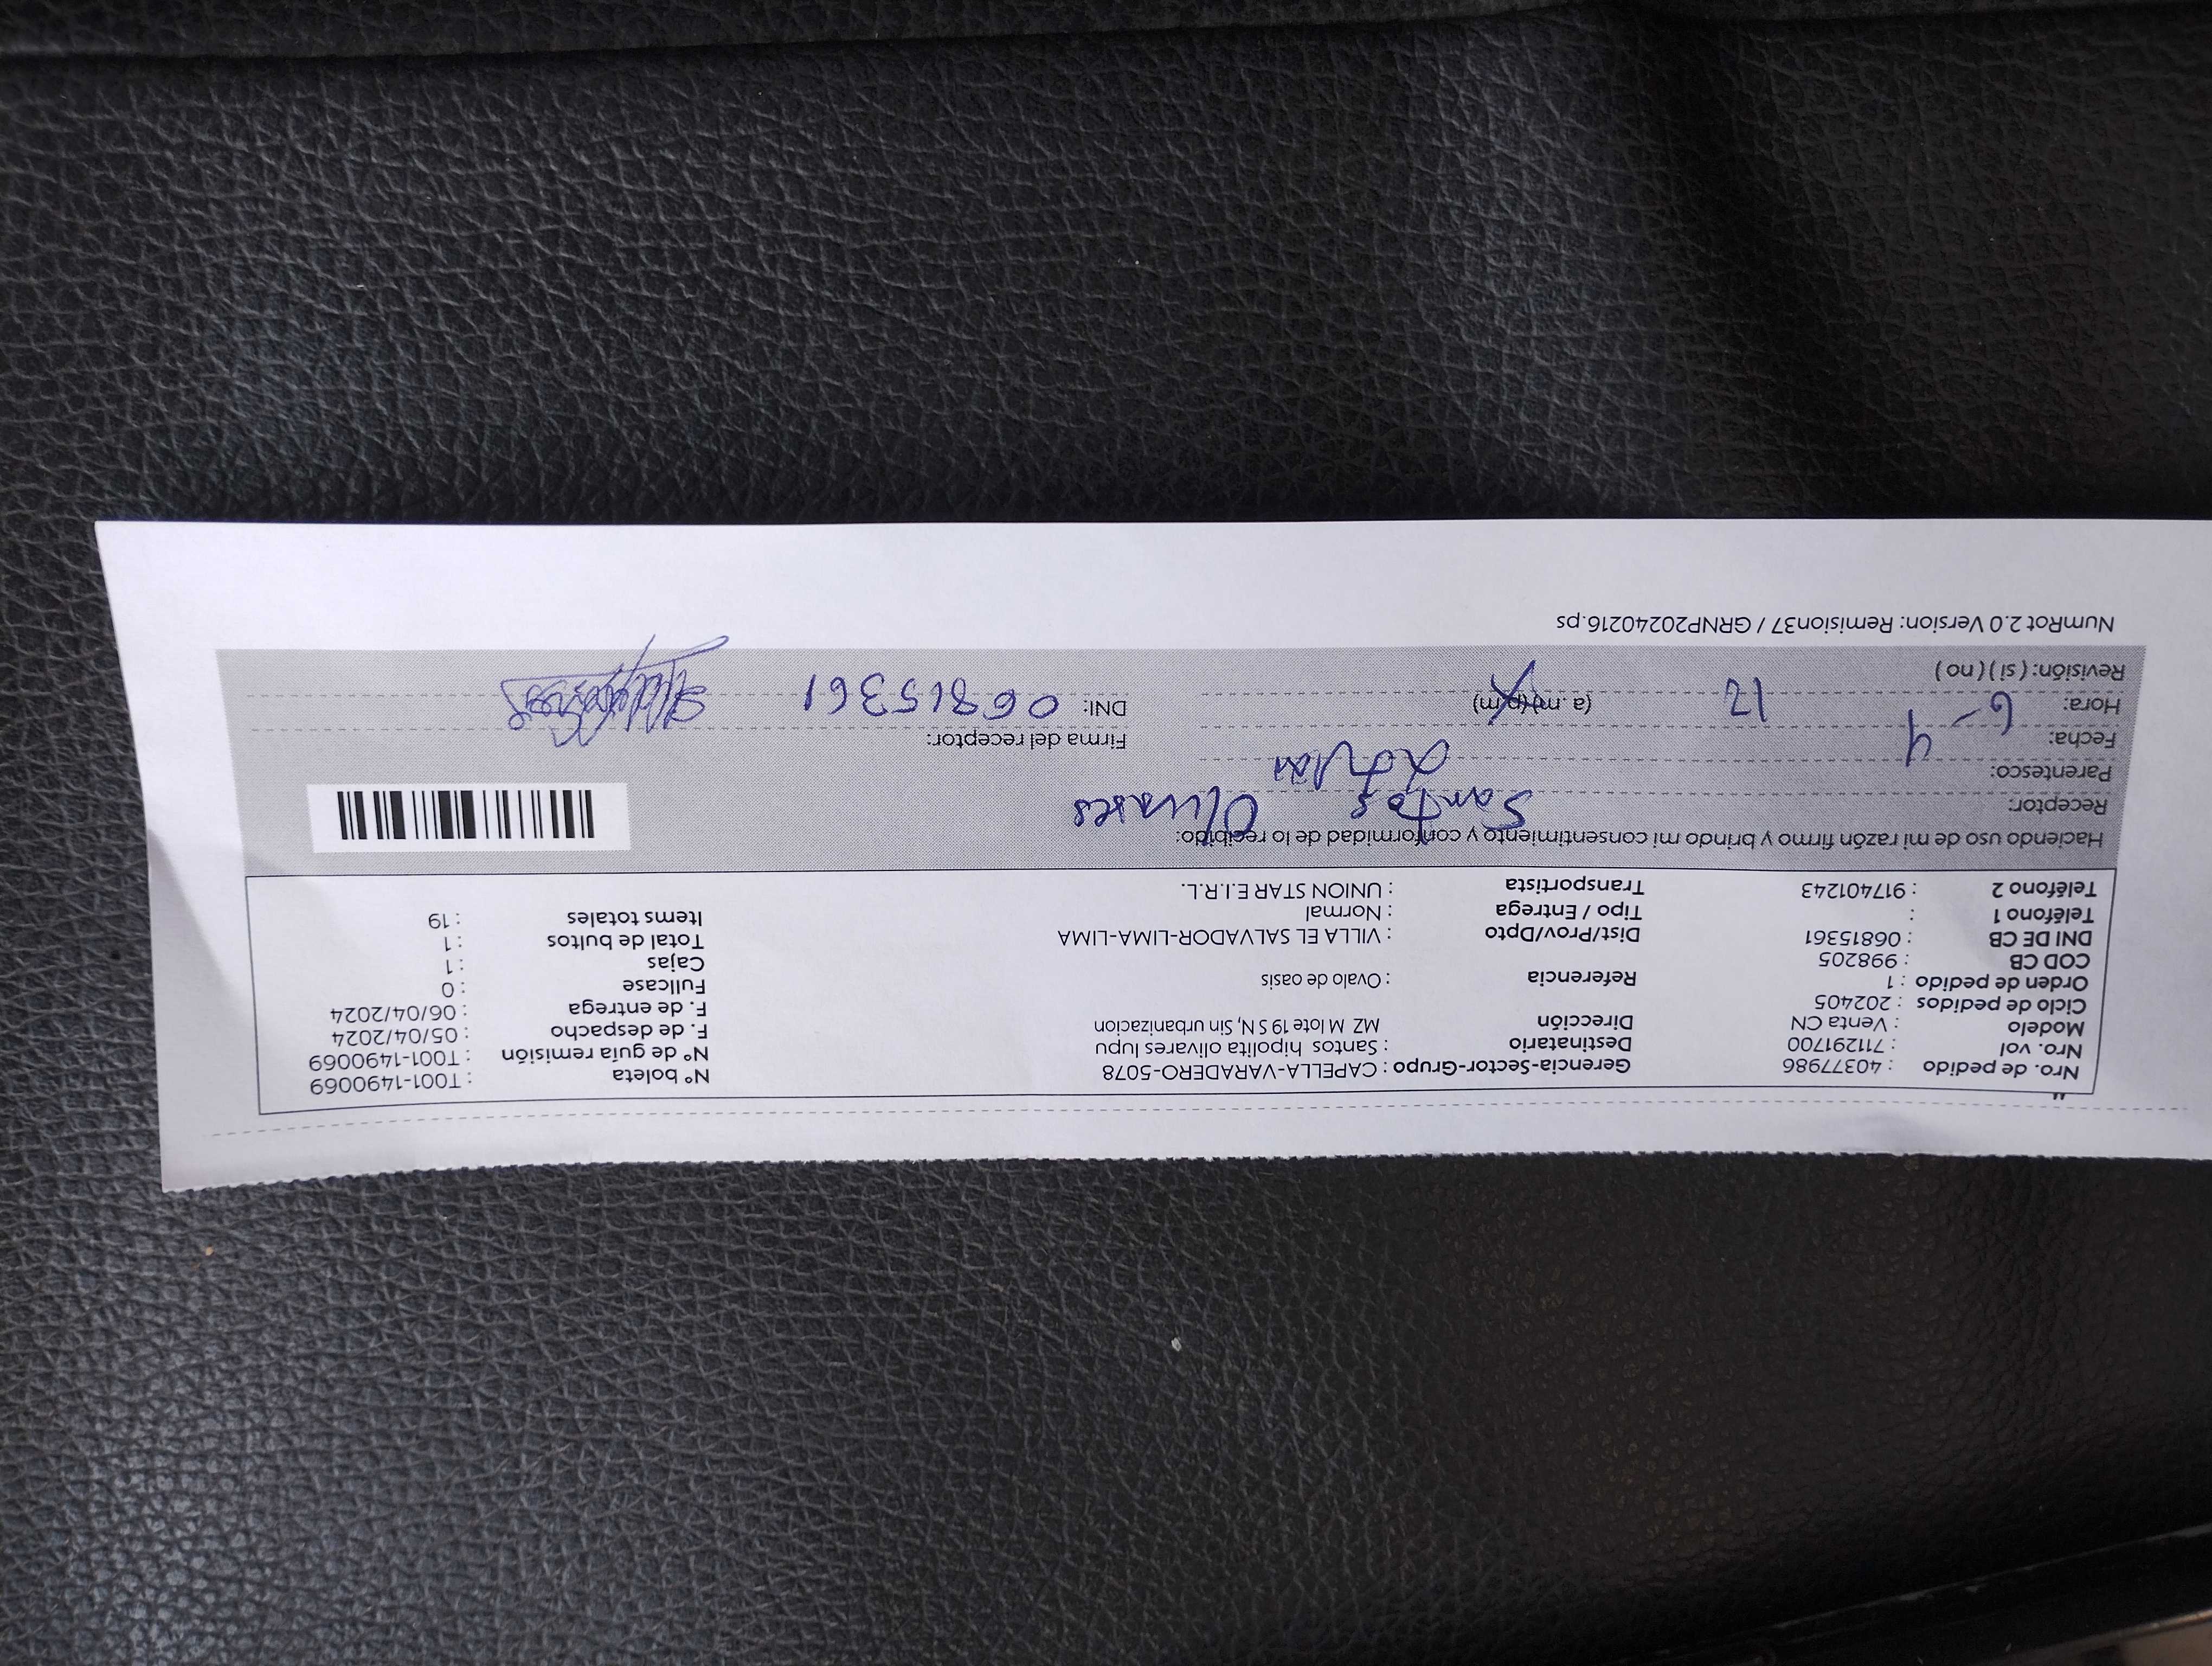 Nro. de pedido : 40377986 Gerencia-Sector-Grupo : CAPELLA-VARADERO-5078 Nº boleta : T001-1490069
Nro. vol : 711291700 Destinatario : Santos hipolita olivares lupu Nº de guía remisión : T001-1490069
Modelo : Venta CN Dirección MZ M lote 19 S N, Sin urbanizacion F. de despacho : 05/04/2024
Ciclo de pedidos : 202405 F. de entrega : 06/04/2024
Orden de pedido : 1 Referencia : Ovalo de oasis Fullcase : 0
COD CB : 998205 Cajas : 1
DNI DE CB : 06815361 Dist/Prov/Dpto : VILLA EL SALVADOR-LIMA-LIMA Total de bultos : 1
Teléfono 1 : Tipo / Entrega : Normal Items totales : 19
Teléfono 2 : 917401243 Transportista : UNION STAR E.I.R.L.
Haciendo uso de mi razón firmo y brindo mi consentimiento y conformidad de lo recibido:
Receptor: Santos Olivares
Parentesco:
Fecha: 6-4 Firma del receptor:
Hora: 12 (a. m) (p. m) DNI: 06815361
Revisión: ( si ) ( no )
NumRot 2.0 Version: Remision37 / GRNP20240216.ps